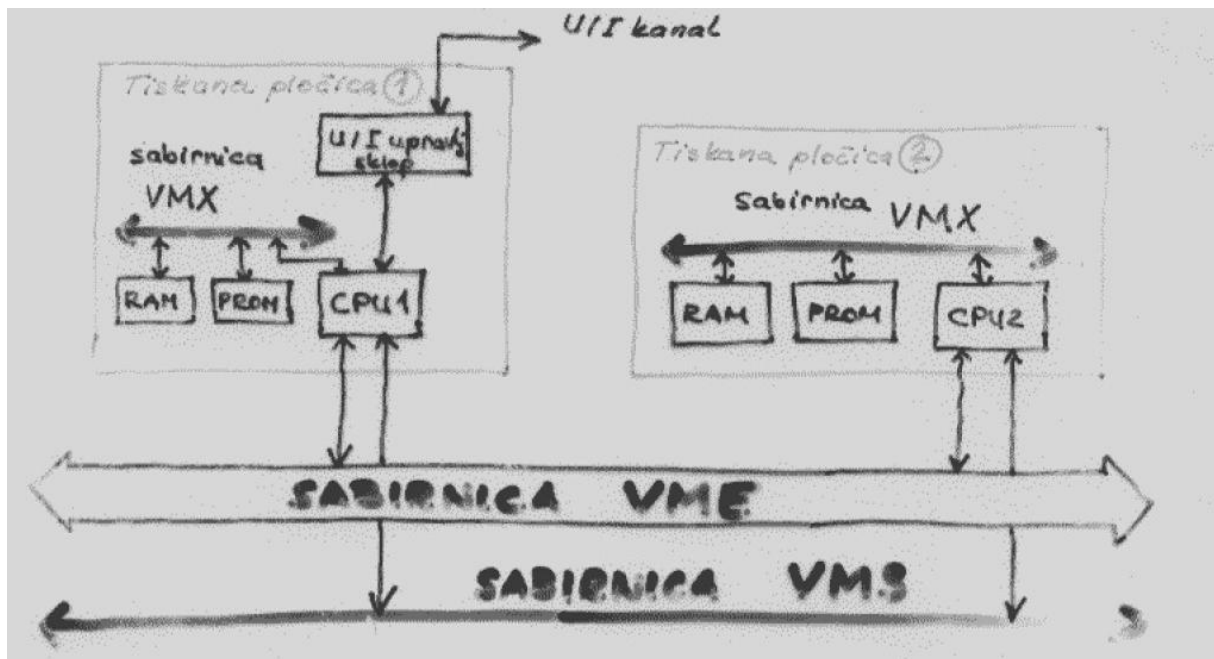 U/I kanal
Tiskana pločica 1
U/I upravlj
sklop
sabirnica
VMX
RAM
PROM
CPU1
Tiskana pločica 2
Sabirnica VMX
RAM
PROM
CPU2
SABIRNICA VME
SABIRNICA VMS